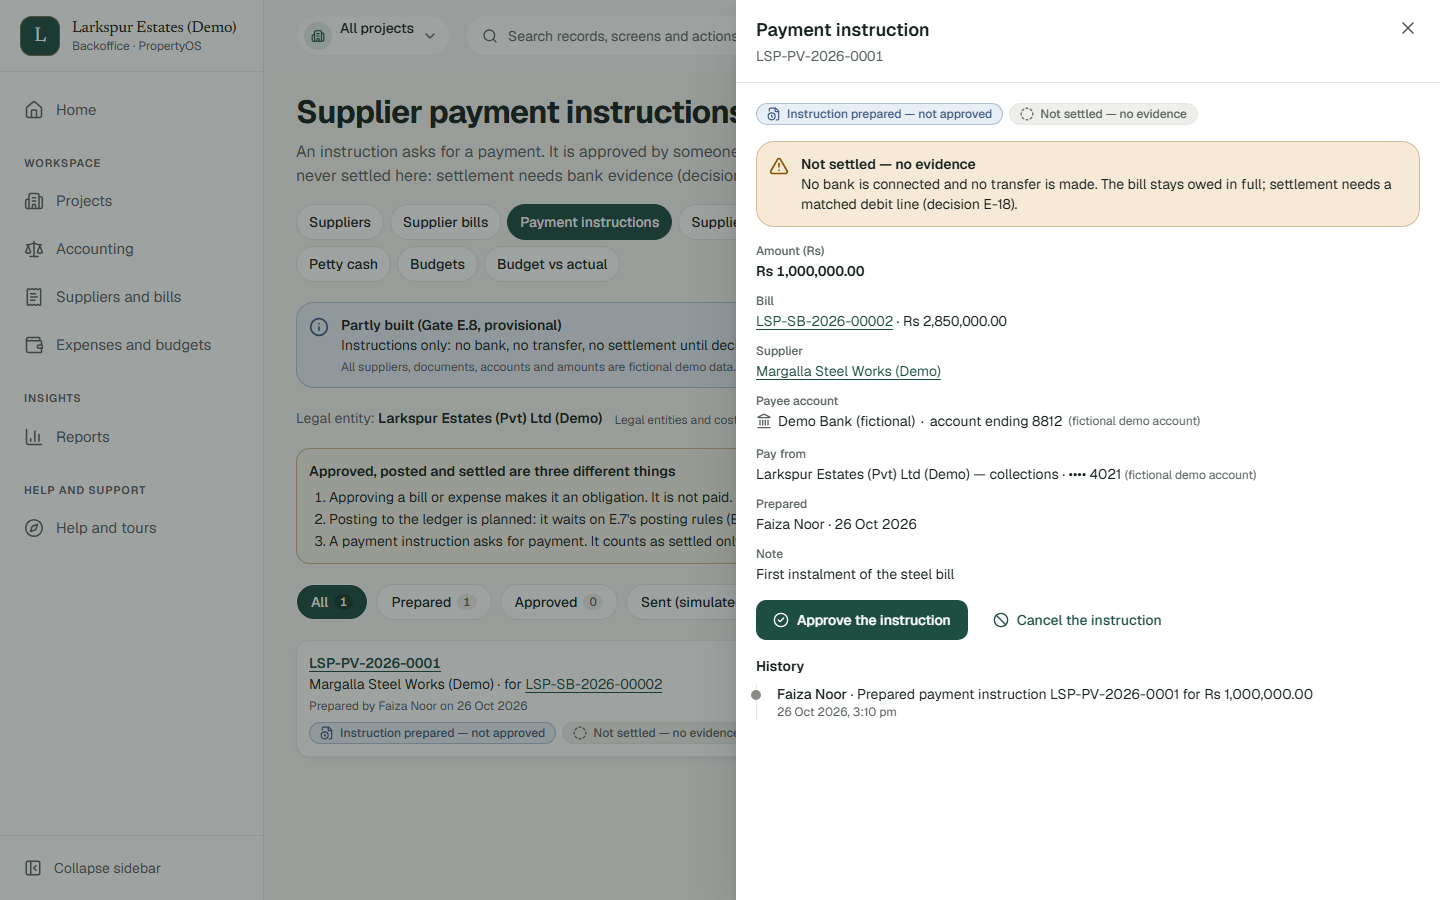 L
Larkspur Estates (Demo)
Backoffice · PropertyOS
Home
WORKSPACE
Projects
Accounting
Suppliers and bills
Expenses and budgets
INSIGHTS
Reports
HELP AND SUPPORT
Help and tours
Collapse sidebar
All projects
Search records, screens and actions
Supplier payment instructions
An instruction asks for a payment. It is approved by someone
never settled here: settlement needs bank evidence (decision
Suppliers
Supplier bills
Payment instructions
Petty cash
Budgets
Budget vs actual
Partly built (Gate E.8, provisional)
Instructions only: no bank, no transfer, no settlement until
All suppliers, documents, accounts and amounts are fictional demo data.
Legal entity: Larkspur Estates (Pvt) Ltd (Demo)
Legal entities and
Approved, posted and settled are three different things
1. Approving a bill or expense makes it an obligation. It is not paid.
2. Posting to the ledger is planned: it waits on E.7's posting rules
3. A payment instruction asks for payment. It counts as settled
All 1
Prepared 1
Approved 0
Sent
LSP-PV-2026-0001
Margalla Steel Works (Demo) · for LSP-SB-2026-00002
Prepared by Faiza Noor on 26 Oct 2026
Instruction prepared — not approved
Not settled — no evidence
Payment instruction
LSP-PV-2026-0001
Instruction prepared — not approved
Not settled — no evidence
Not settled — no evidence
No bank is connected and no transfer is made. The bill stays owed in full; settlement needs a
matched debit line (decision E-18).
Amount (Rs)
Rs 1,000,000.00
Bill
LSP-SB-2026-00002 · Rs 2,850,000.00
Supplier
Margalla Steel Works (Demo)
Payee account
Demo Bank (fictional) · account ending 8812 (fictional demo account)
Pay from
Larkspur Estates (Pvt) Ltd (Demo) — collections · •••• 4021 (fictional demo account)
Prepared
Faiza Noor · 26 Oct 2026
Note
First instalment of the steel bill
Approve the instruction
Cancel the instruction
History
Faiza Noor · Prepared payment instruction LSP-PV-2026-0001 for Rs 1,000,000.00
26 Oct 2026, 3:10 pm